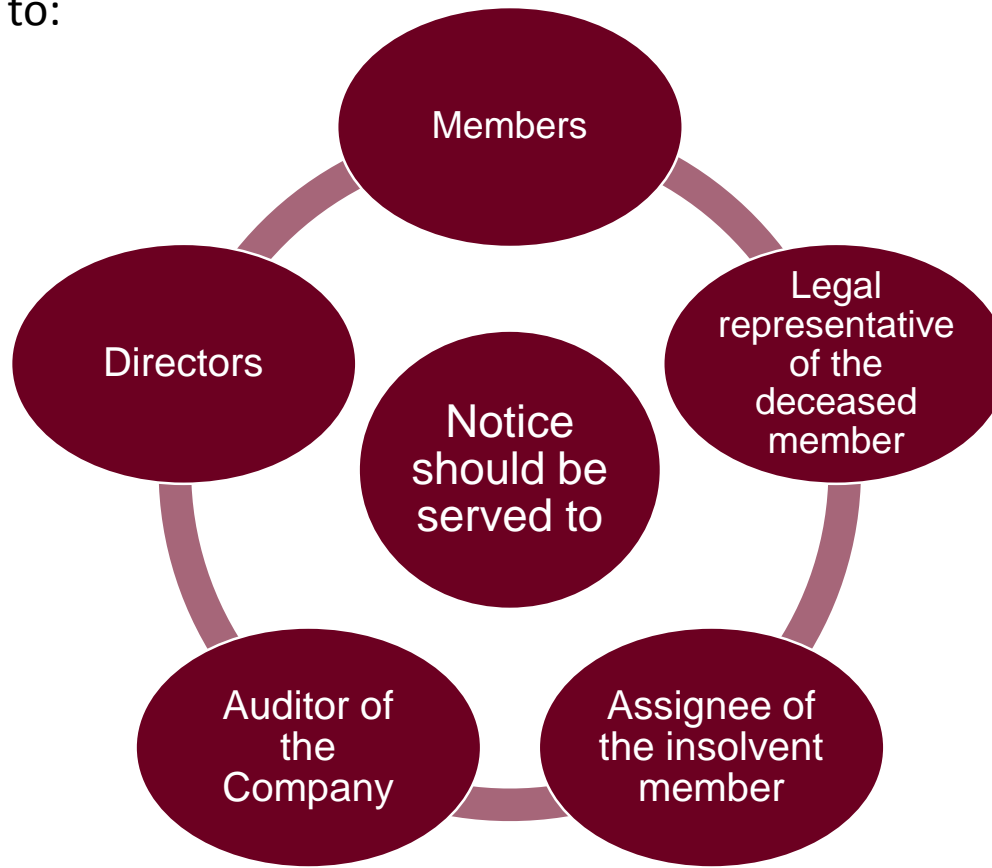 to:
Members
Legal
representative
of the
deceased
member
Directors
Notice
should be
served to
Auditor of
the
Company
Assignee of
the insolvent
member